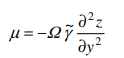 μ = −Ω γ̃ ∂²z/∂y²